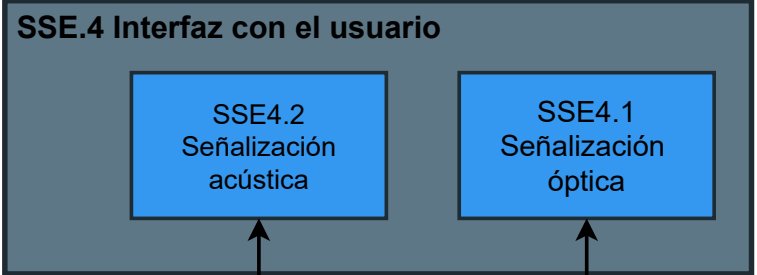 SSE.4 Interfaz con el usuario
SSE4.2
Señalización
acústica
SSE4.1
Señalización
óptica